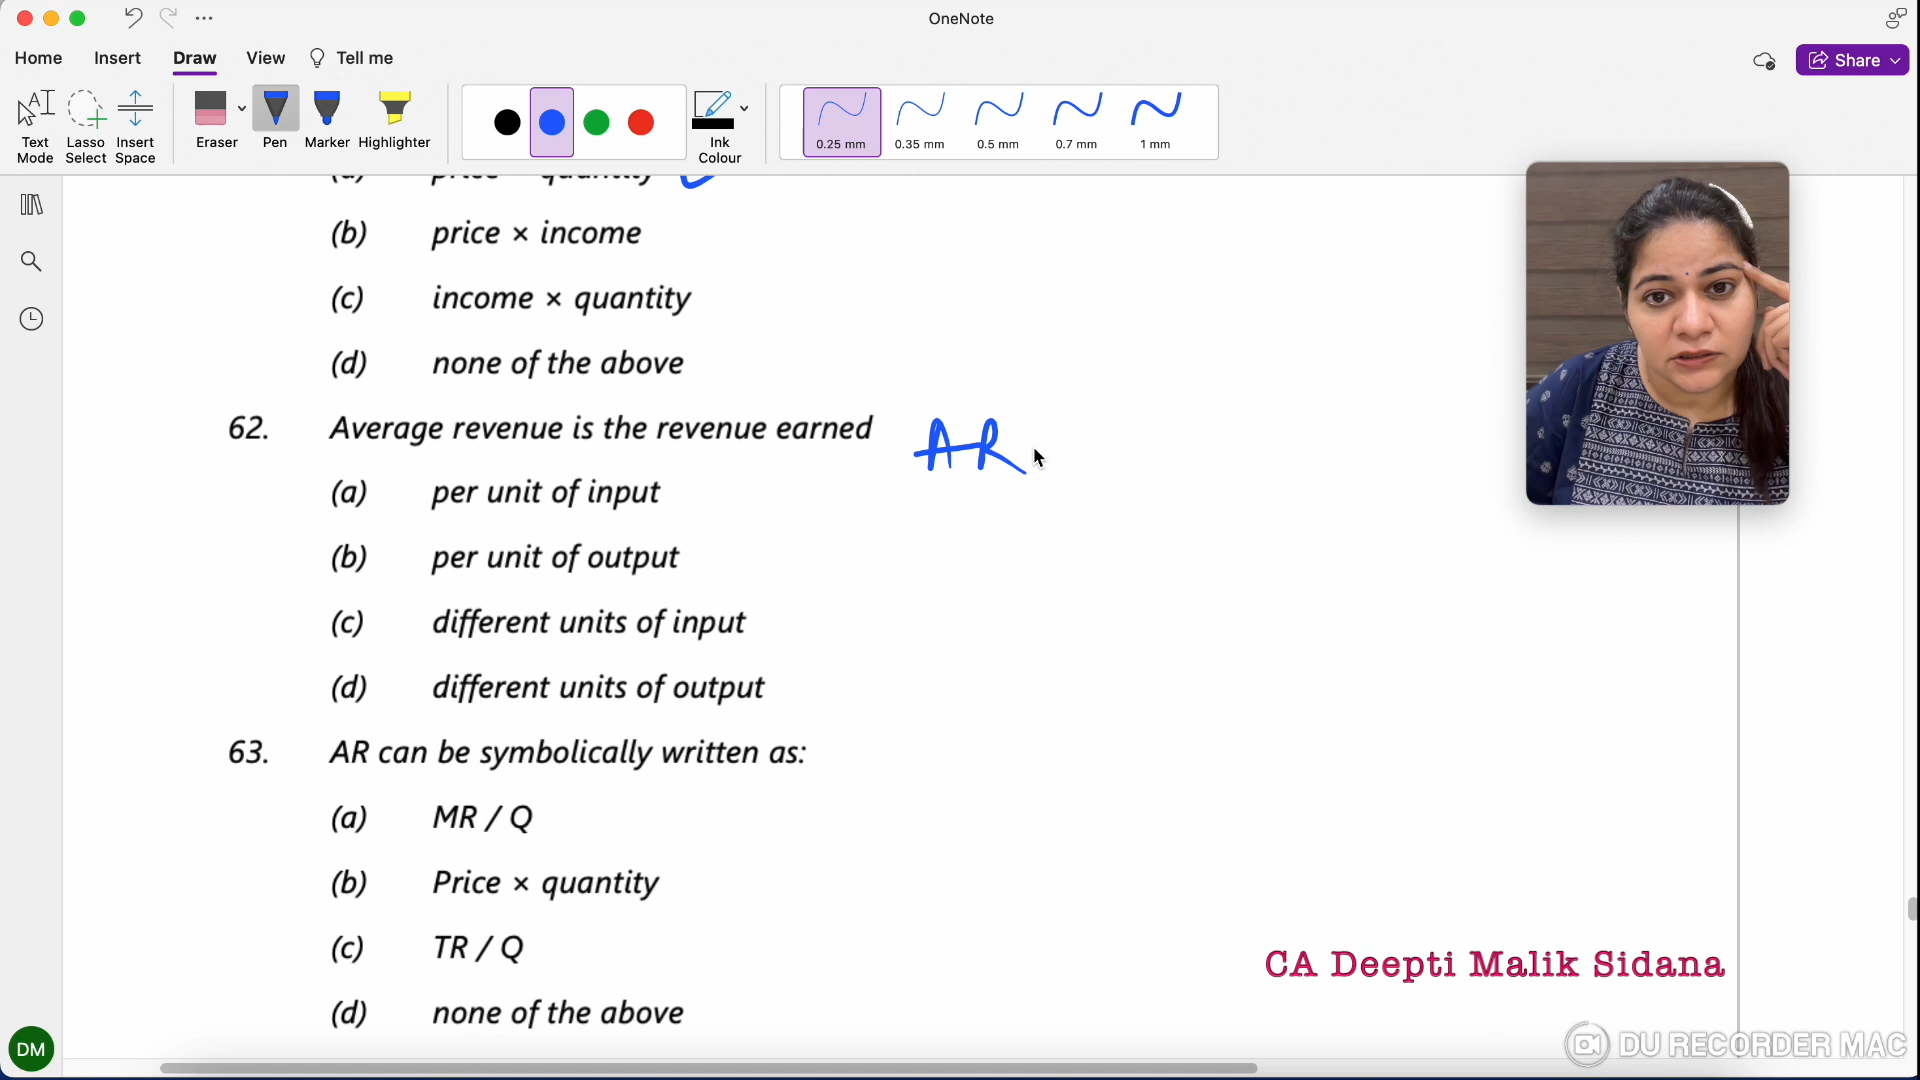 OneNote
Home Insert Draw View Tell me
Share
Text Mode
Lasso Select
Insert Space
Eraser
Pen
Marker
Highlighter
Ink Colour
0.25 mm
0.35 mm
0.5 mm
0.7 mm
1 mm
(b) price × income
(c) income × quantity
(d) none of the above
62. Average revenue is the revenue earned AR
(a) per unit of input
(b) per unit of output
(c) different units of input
(d) different units of output
63. AR can be symbolically written as:
(a) MR / Q
(b) Price × quantity
(c) TR / Q
(d) none of the above
CA Deepti Malik Sidana
DM
DU RECORDER MAC